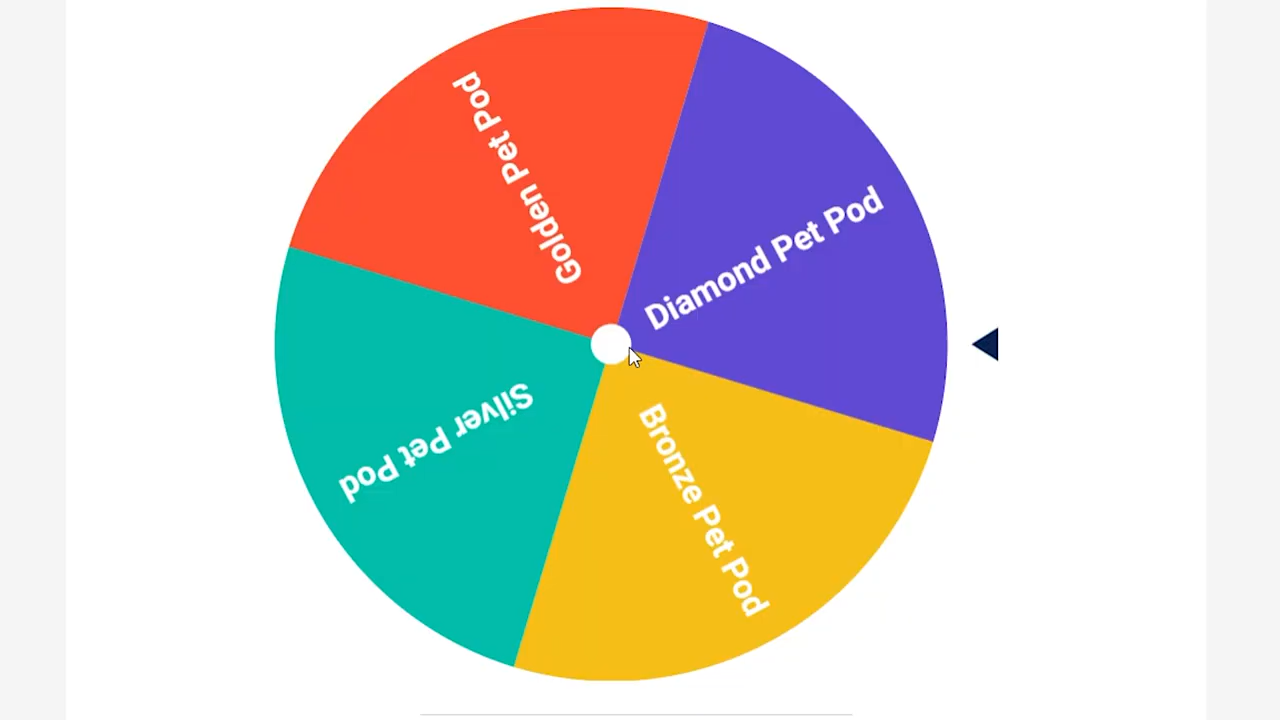 Golden Pet Pod
Diamond Pet Pod
Silver Pet Pod
Bronze Pet Pod